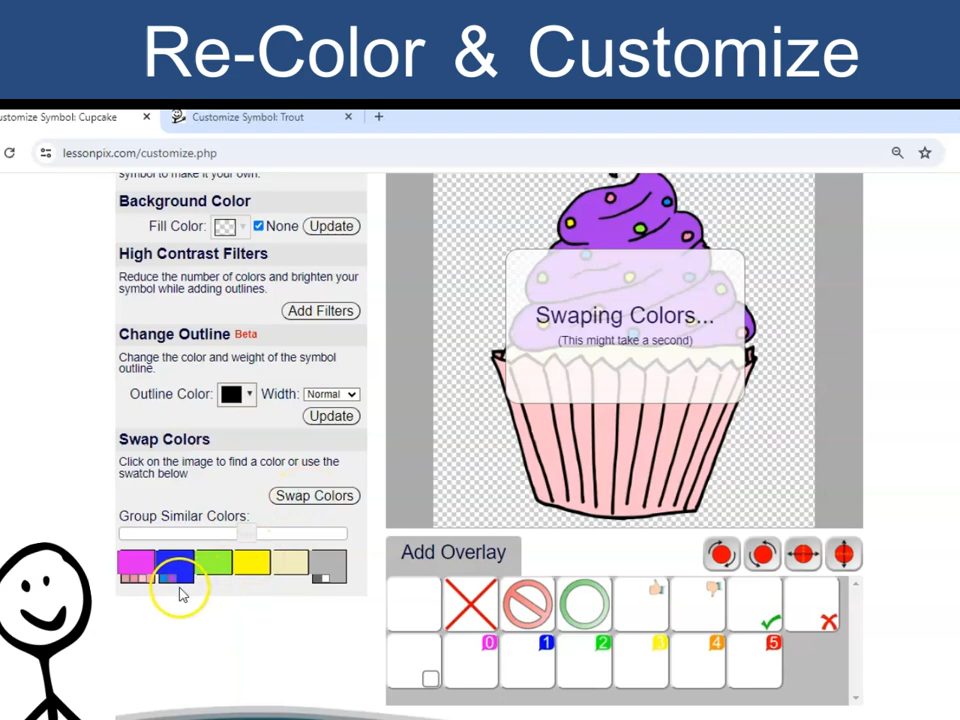 Re-Color & Customize
ustomize Symbol: Cupcake
Customize Symbol: Trout
lessonpix.com/customize.php
symbol to make it your own.
Background Color
Fill Color: None Update
High Contrast Filters
Reduce the number of colors and brighten your
symbol while adding outlines.
Add Filters
Change Outline Beta
Change the color and weight of the symbol
outline.
Outline Color: Width: Normal
Update
Swap Colors
Click on the image to find a color or use the
swatch below
Swap Colors
Group Similar Colors:
Swaping Colors...
(This might take a second)
Add Overlay
0 1 2 3 4 5